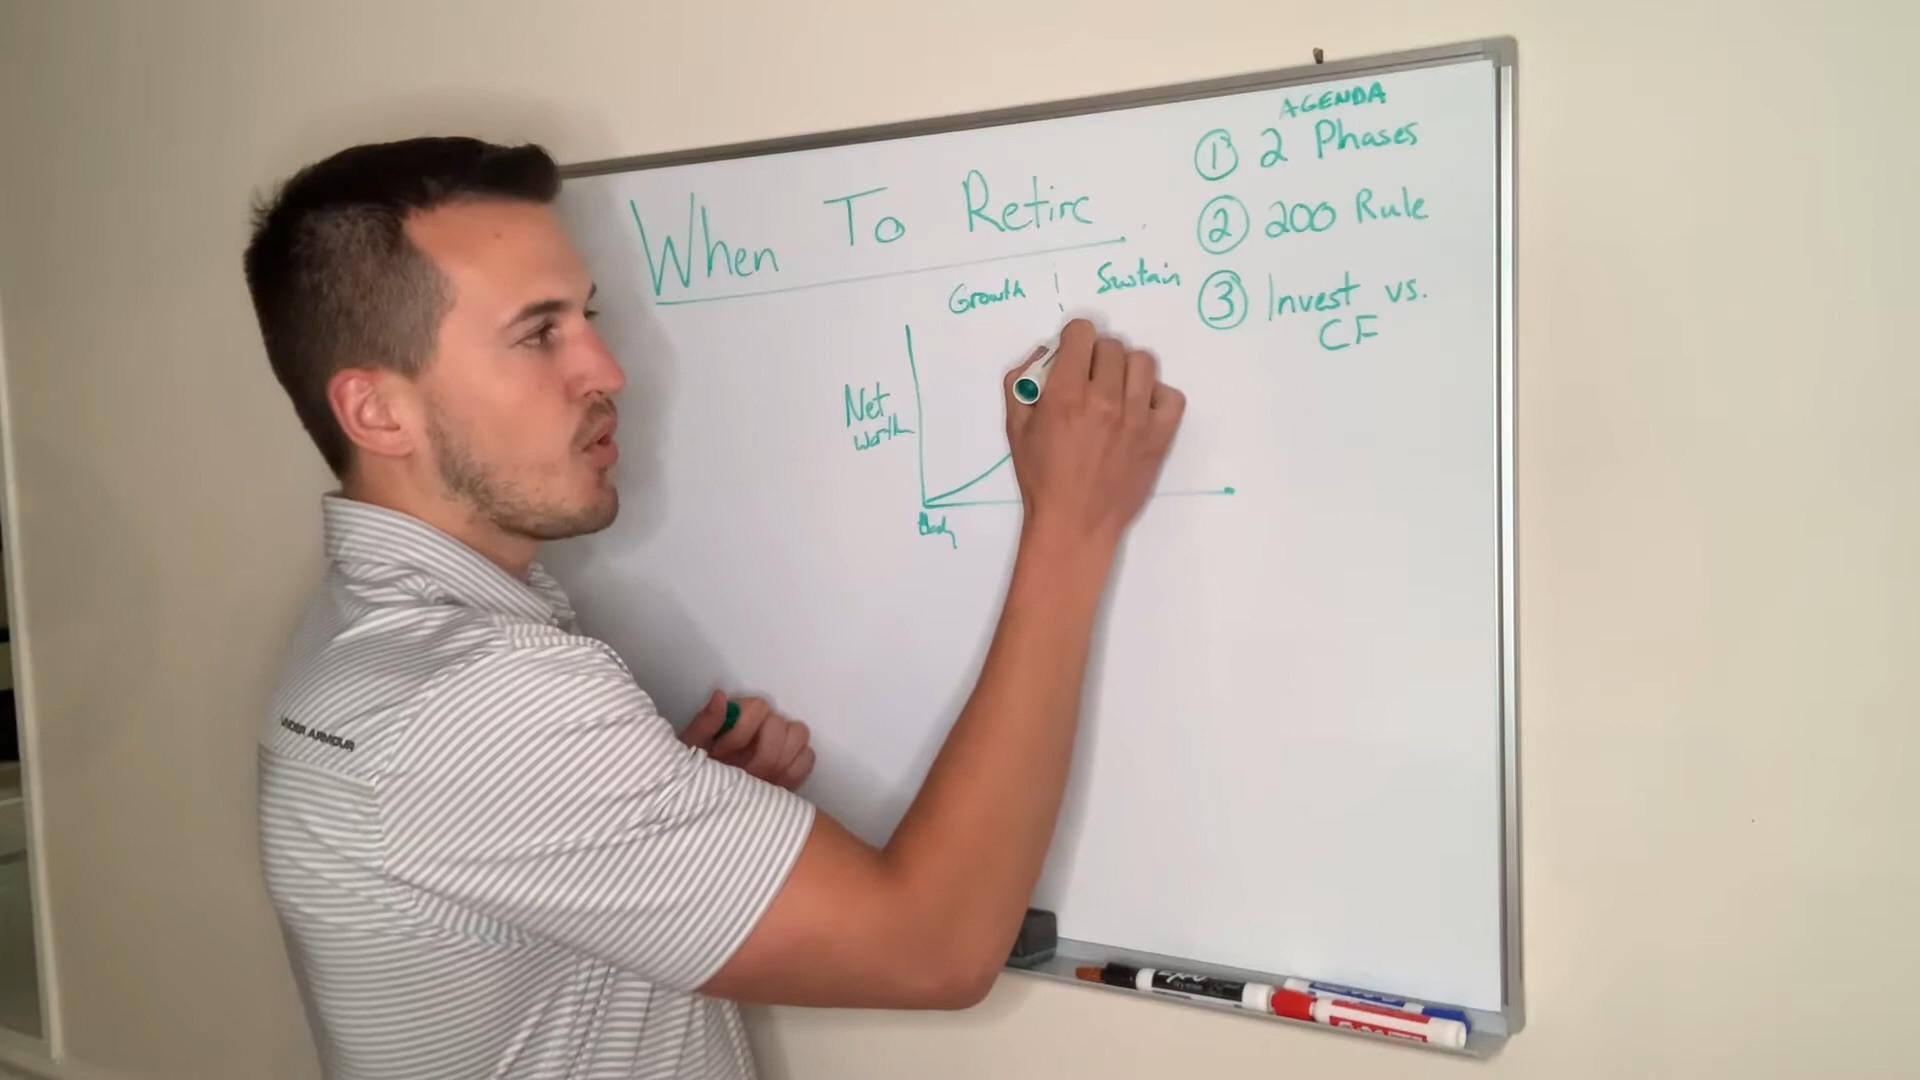 When To Retire
AGENDA
① 2 Phases
② 200 Rule
③ Invest vs.
CF
Growth
Sustain
Net
Worth
UNDER ARMOUR
EXPO